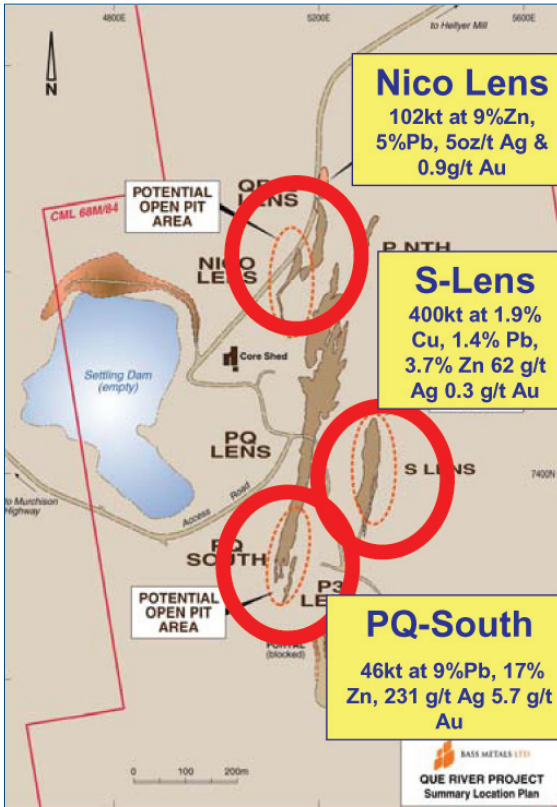 4800E
5200E
5600E
to Hellyer Mill
N
Nico Lens
102kt at 9%Zn,
5%Pb, 5oz/t Ag &
0.9g/t Au
POTENTIAL
OPEN PIT
AREA
LENS
CML 68M/84
P NTH
NICO
LENS
S-Lens
400kt at 1.9%
Cu, 1.4% Pb,
3.7% Zn 62 g/t
Ag 0.3 g/t Au
Settling Dam
(empty)
Core Shed
PQ
LENS
S LENS
7400N
to Murchison
Highway
Access Road
PQ
SOUTH
POTENTIAL
OPEN PIT
AREA
P3
(blocked)
PQ-South
46kt at 9%Pb, 17%
Zn, 231 g/t Ag 5.7 g/t
Au
0 100 200m
BASS METALS LTD
QUE RIVER PROJECT
Summary Location Plan